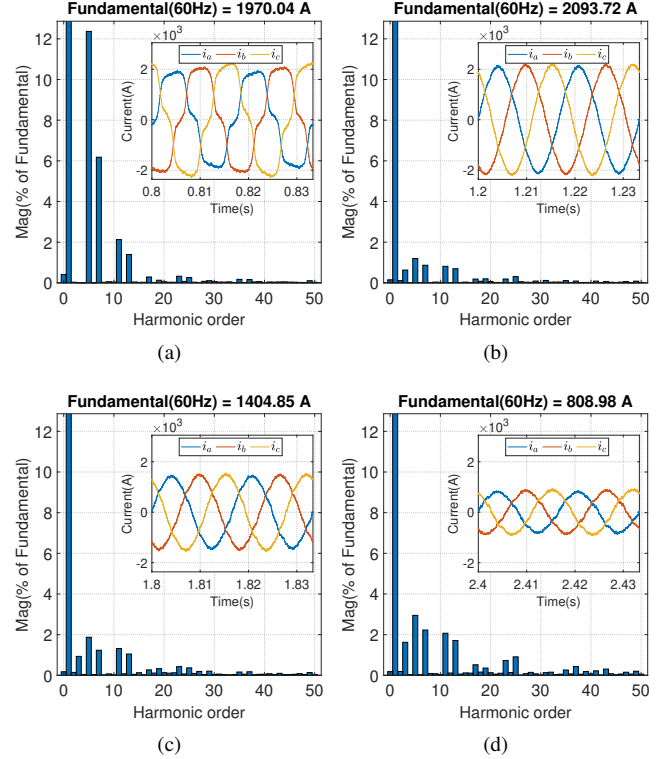 Fundamental(60Hz) = 1970.04 A
Mag(% of Fundamental)
12
10
8
6
4
2
0
×10³
i_a i_b i_c
Current(A)
2
0
-2
0.8 0.81 0.82 0.83
Time(s)
0 10 20 30 40 50
Harmonic order
(a)
Fundamental(60Hz) = 2093.72 A
Mag(% of Fundamental)
12
10
8
6
4
2
0
×10³
i_a i_b i_c
Current(A)
2
0
-2
1.2 1.21 1.22 1.23
Time(s)
0 10 20 30 40 50
Harmonic order
(b)
Fundamental(60Hz) = 1404.85 A
Mag(% of Fundamental)
12
10
8
6
4
2
0
×10³
i_a i_b i_c
Current(A)
2
0
-2
1.8 1.81 1.82 1.83
Time(s)
0 10 20 30 40 50
Harmonic order
(c)
Fundamental(60Hz) = 808.98 A
Mag(% of Fundamental)
12
10
8
6
4
2
0
×10³
i_a i_b i_c
Current(A)
2
0
-2
2.4 2.41 2.42 2.43
Time(s)
0 10 20 30 40 50
Harmonic order
(d)